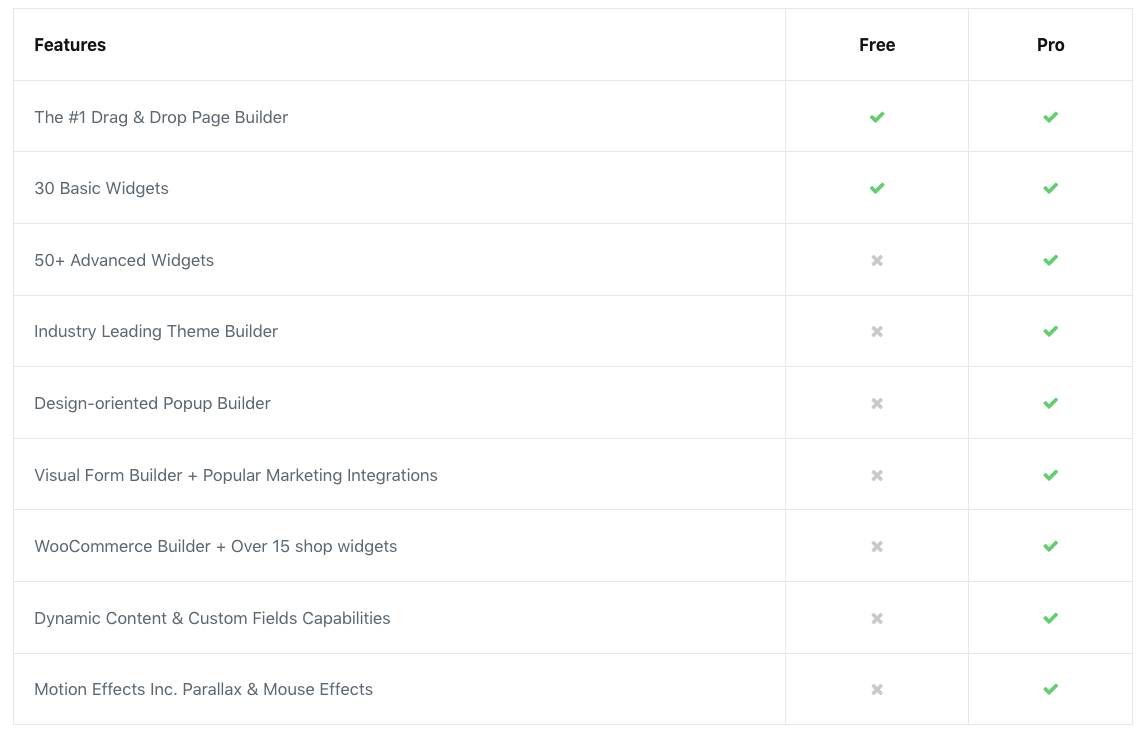 Features Free Pro
The #1 Drag & Drop Page Builder
30 Basic Widgets
50+ Advanced Widgets
Industry Leading Theme Builder
Design-oriented Popup Builder
Visual Form Builder + Popular Marketing Integrations
WooCommerce Builder + Over 15 shop widgets
Dynamic Content & Custom Fields Capabilities
Motion Effects Inc. Parallax & Mouse Effects